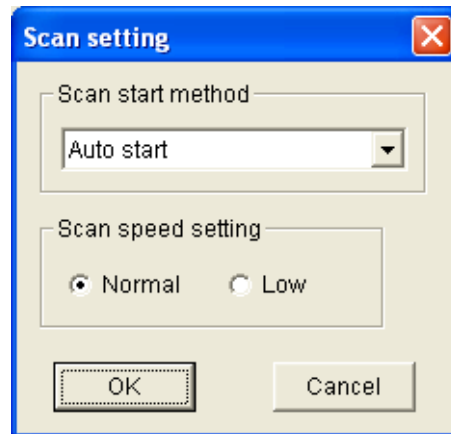 Scan setting
Scan start method
Auto start
Scan speed setting
Normal Low
OK Cancel